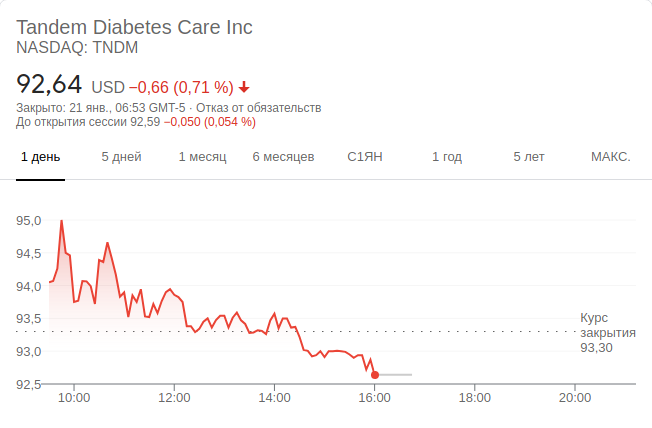 Tandem Diabetes Care Inc
NASDAQ: TNDM
92,64 USD −0,66 (0,71 %)
Закрыто: 21 янв., 06:53 GMT-5 · Отказ от обязательств
До открытия сессии 92,59 −0,050 (0,054 %)
1 день 5 дней 1 месяц 6 месяцев С1ЯН 1 год 5 лет МАКС.
95,0
94,5
94,0
93,5
93,0
92,5
Курс
закрытия
93,30
10:00 12:00 14:00 16:00 18:00 20:00